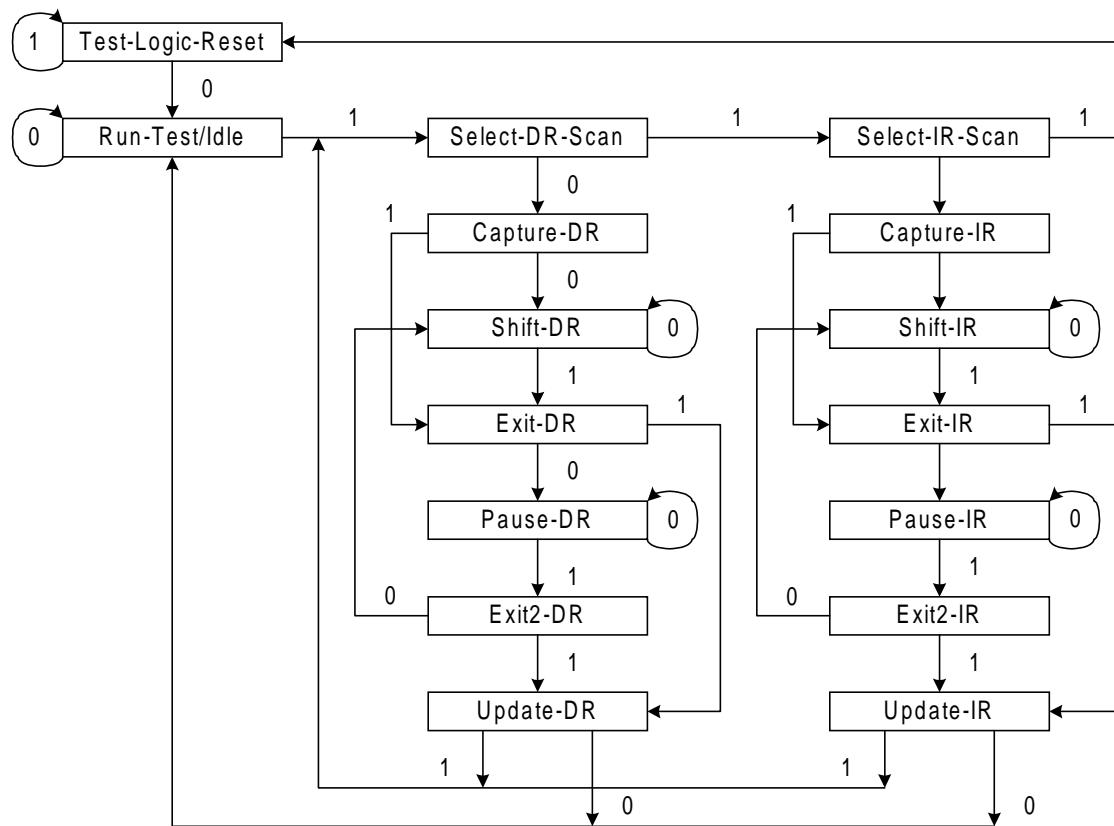 1 Test-Logic-Reset
0
0 Run-Test/Idle 1 Select-DR-Scan 1 Select-IR-Scan 1
0
1 1
Capture-DR Capture-IR
0
Shift-DR 0 Shift-IR 0
1 1
Exit-DR 1 Exit-IR 1
0
Pause-DR 0 Pause-IR 0
1 1
0 Exit2-DR 0 Exit2-IR
1 1
Update-DR Update-IR
1 1
0 0